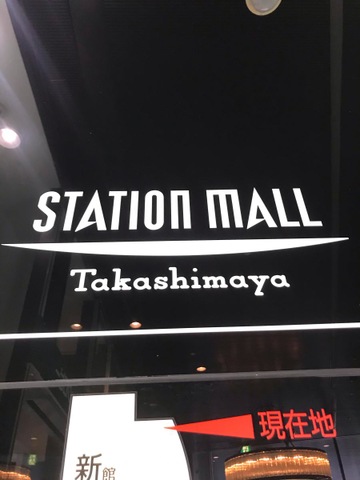 STATION MALL
Takashimaya
現在地
新館